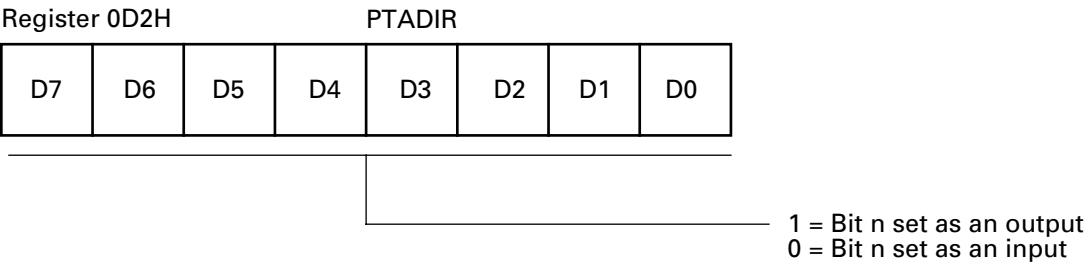 Register 0D2H PTADIR
D7 D6 D5 D4 D3 D2 D1 D0
1 = Bit n set as an output
0 = Bit n set as an input